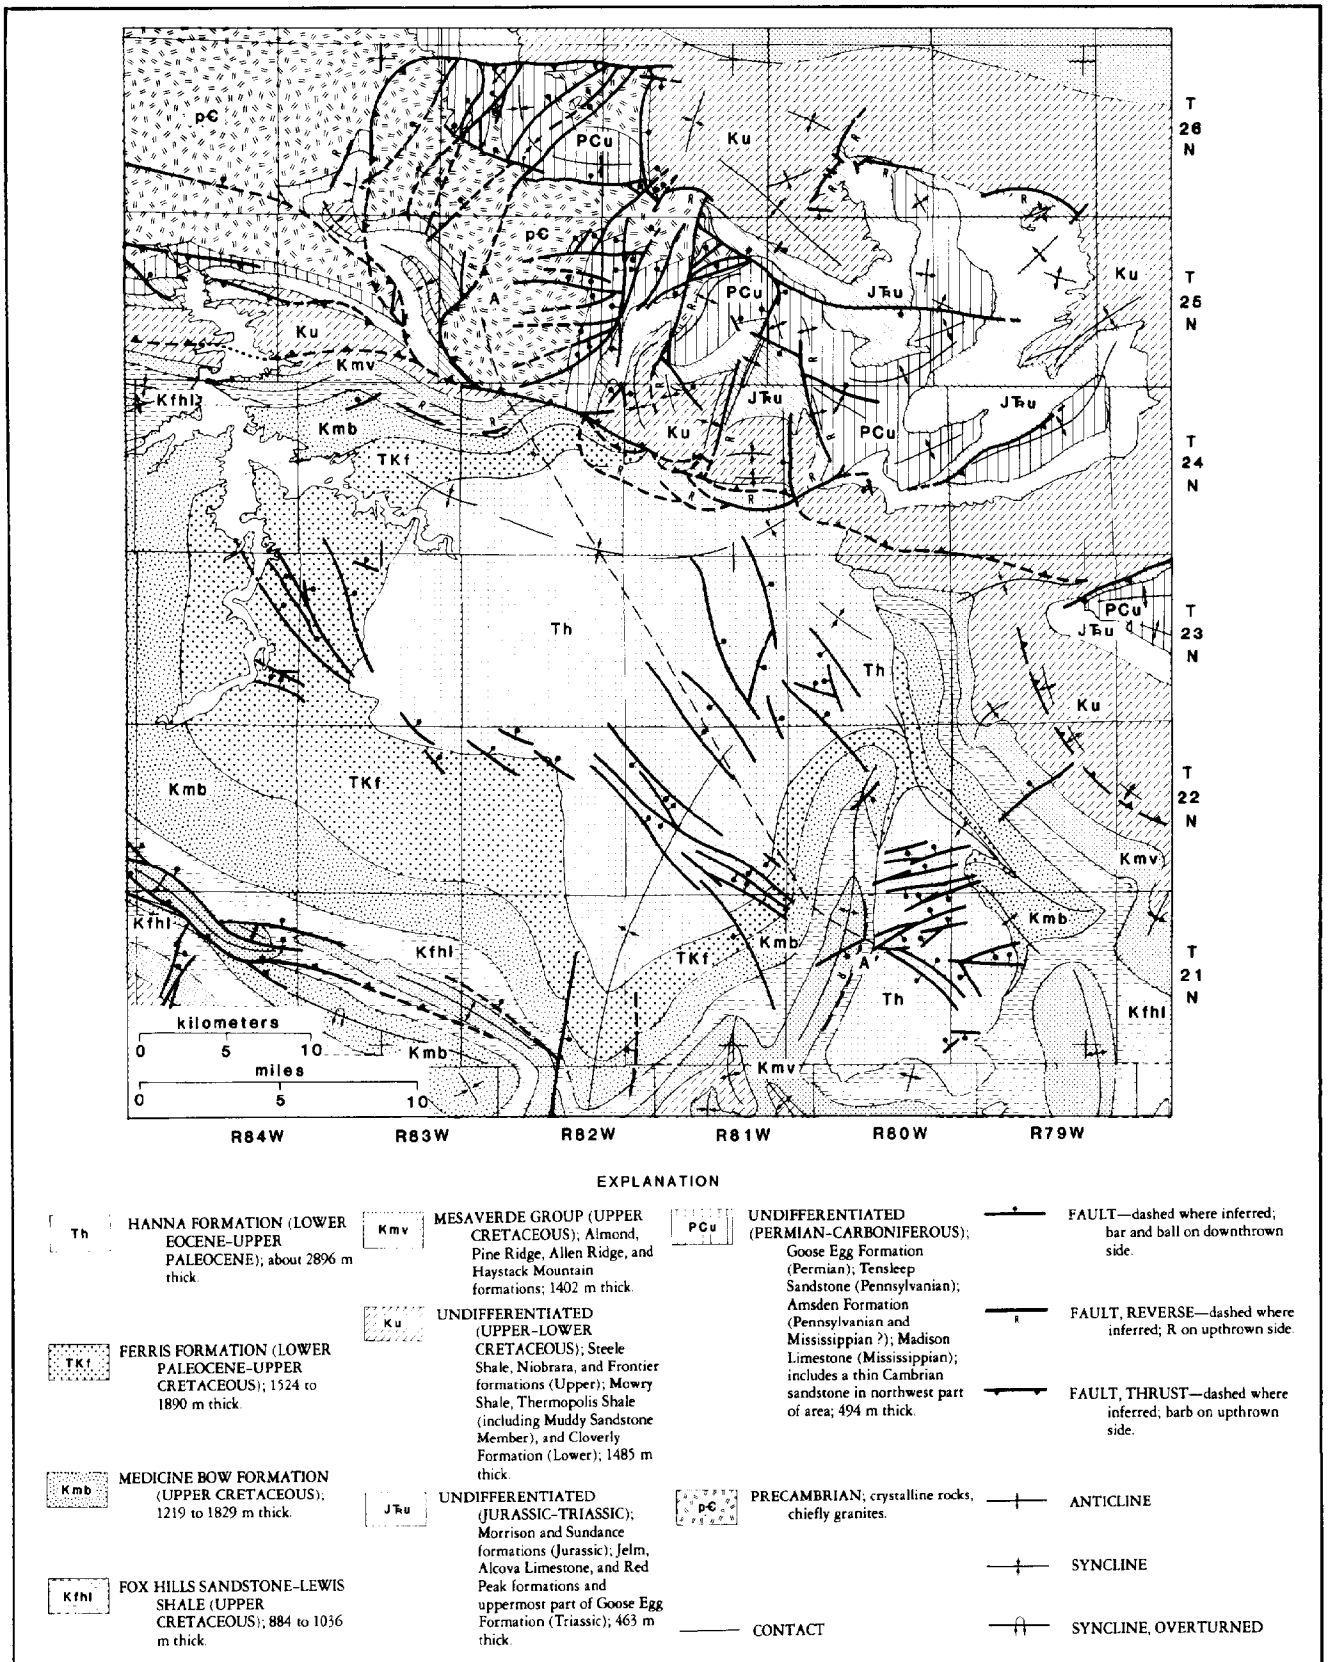 T
26
N
pЄ
PCu
Ku
R
R
R
R
R
pЄ
A
PCu
JTRu
Ku
T
25
N
Ku
Kmv
Kfhl
Kmb
TKf
Ku
JTRu
PCu
JTRu
T
24
N
R
R
R
Th
Th
PCu
JTRu
T
23
N
Ku
Kmb
TKf
T
22
N
Kmv
Kfhl
Kfhl
TKf
Kmb
A'
Th
Kmb
T
21
N
Kfhl
Kmb
Kmv
kilometers
0 5 10
miles
0 5 10
R84W R83W R82W R81W R80W R79W
EXPLANATION
Th
HANNA FORMATION (LOWER
EOCENE-UPPER
PALEOCENE); about 2896 m
thick.
TKf
FERRIS FORMATION (LOWER
PALEOCENE-UPPER
CRETACEOUS); 1524 to
1890 m thick.
Kmb
MEDICINE BOW FORMATION
(UPPER CRETACEOUS);
1219 to 1829 m thick.
Kfhl
FOX HILLS SANDSTONE-LEWIS
SHALE (UPPER
CRETACEOUS); 884 to 1036
m thick.
Kmv
MESAVERDE GROUP (UPPER
CRETACEOUS); Almond,
Pine Ridge, Allen Ridge, and
Haystack Mountain
formations; 1402 m thick.
Ku
UNDIFFERENTIATED
(UPPER-LOWER
CRETACEOUS); Steele
Shale, Niobrara, and Frontier
formations (Upper); Mowry
Shale, Thermopolis Shale
(including Muddy Sandstone
Member), and Cloverly
Formation (Lower); 1485 m
thick.
JTRu
UNDIFFERENTIATED
(JURASSIC-TRIASSIC);
Morrison and Sundance
formations (Jurassic); Jelm,
Alcova Limestone, and Red
Peak formations and
uppermost part of Goose Egg
Formation (Triassic); 463 m
thick.
PCu
UNDIFFERENTIATED
(PERMIAN-CARBONIFEROUS);
Goose Egg Formation
(Permian); Tensleep
Sandstone (Pennsylvanian);
Amsden Formation
(Pennsylvanian and
Mississippian ?); Madison
Limestone (Mississippian);
includes a thin Cambrian
sandstone in northwest part
of area; 494 m thick.
pЄ
PRECAMBRIAN; crystalline rocks,
chiefly granites.
CONTACT
FAULT—dashed where inferred;
bar and ball on downthrown
side.
R
FAULT, REVERSE—dashed where
inferred; R on upthrown side.
FAULT, THRUST—dashed where
inferred; barb on upthrown
side.
ANTICLINE
SYNCLINE
SYNCLINE, OVERTURNED